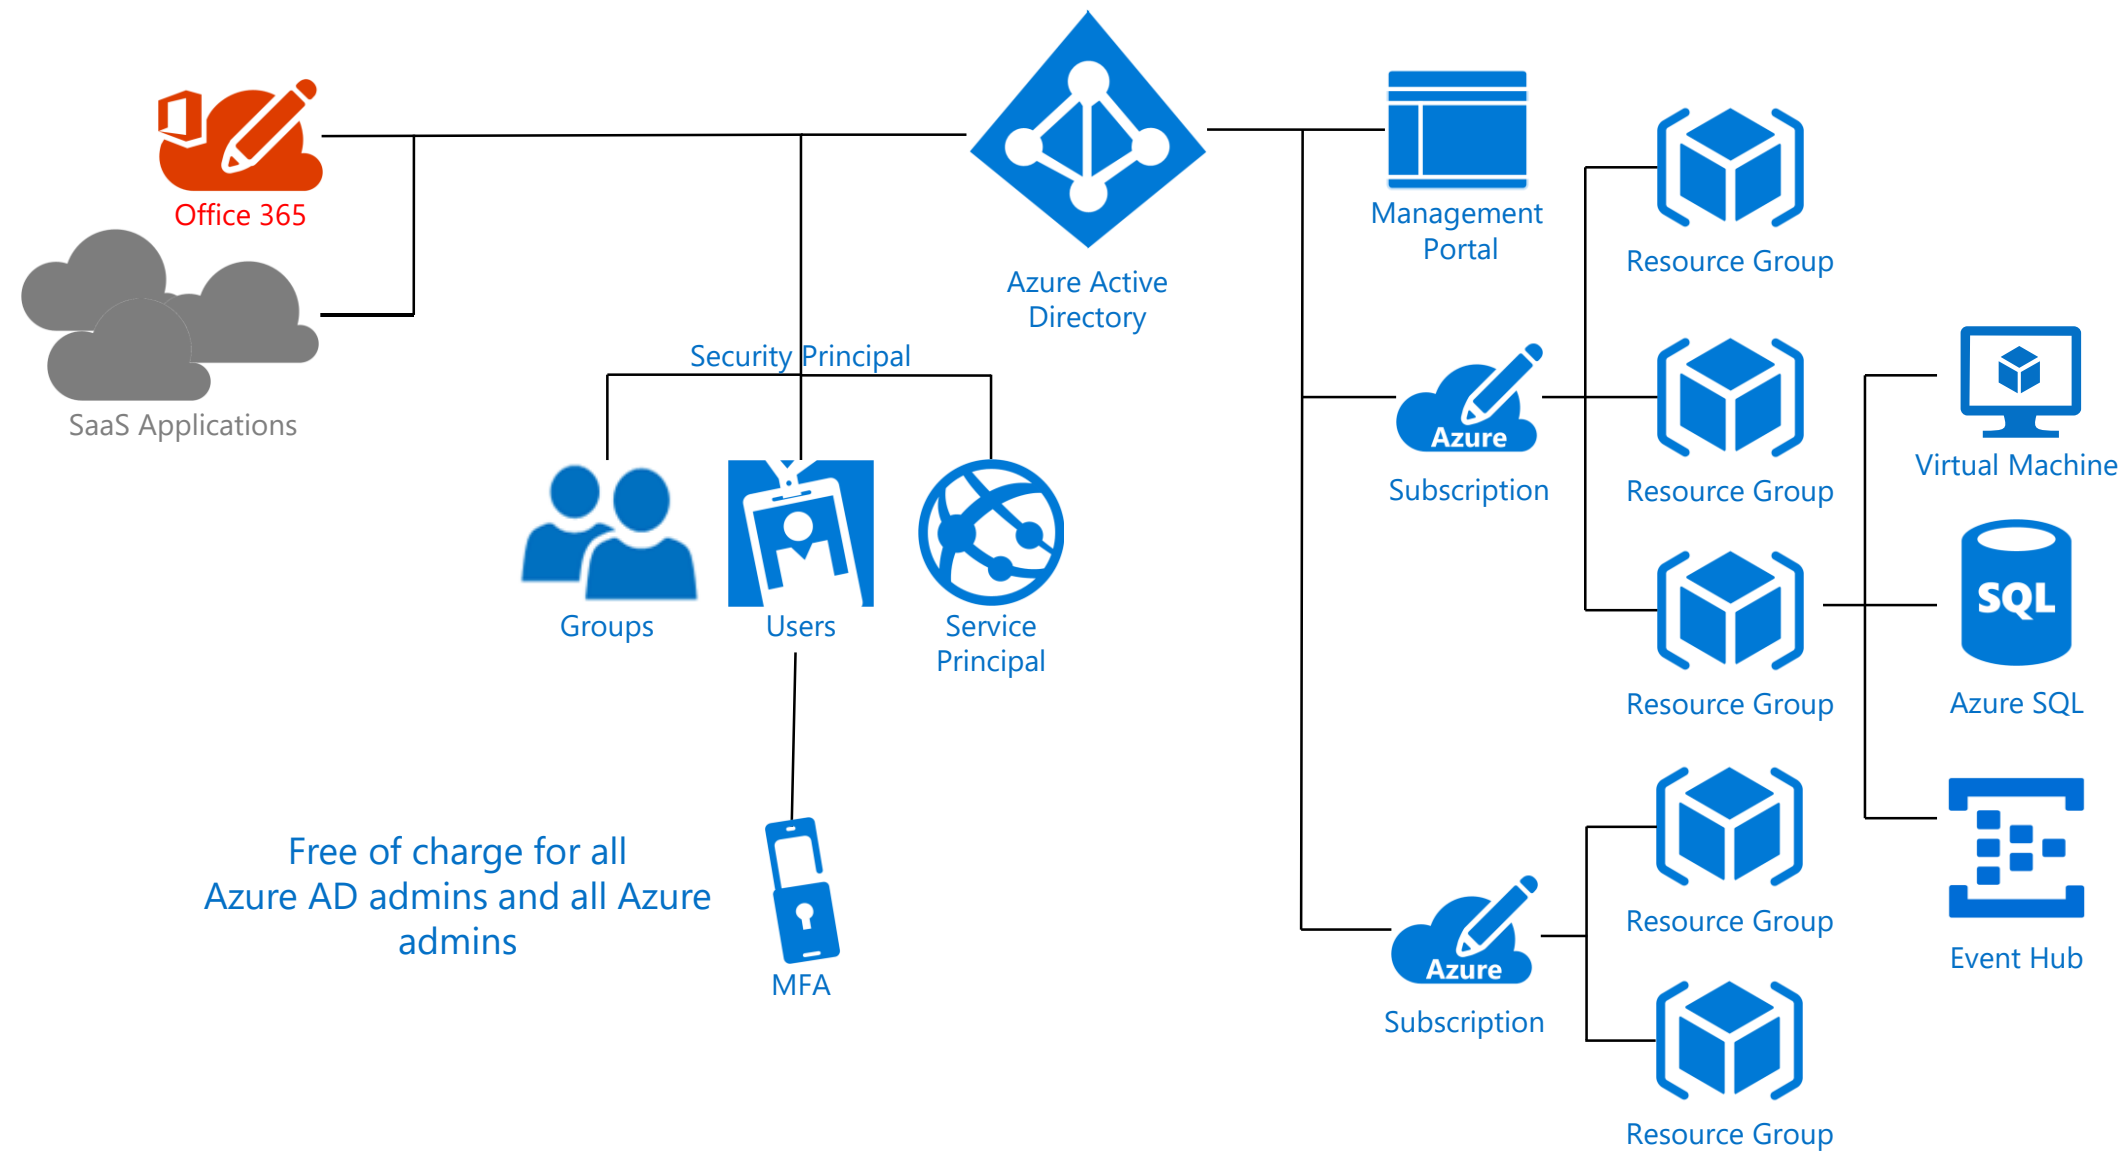 Office 365
SaaS Applications
Azure Active
Directory
Security Principal
Groups
Users
Service
Principal
Free of charge for all
Azure AD admins and all Azure
admins
MFA
Management
Portal
Azure
Subscription
Azure
Subscription
Resource Group
Resource Group
Resource Group
Resource Group
Resource Group
Virtual Machine
SQL
Azure SQL
Event Hub